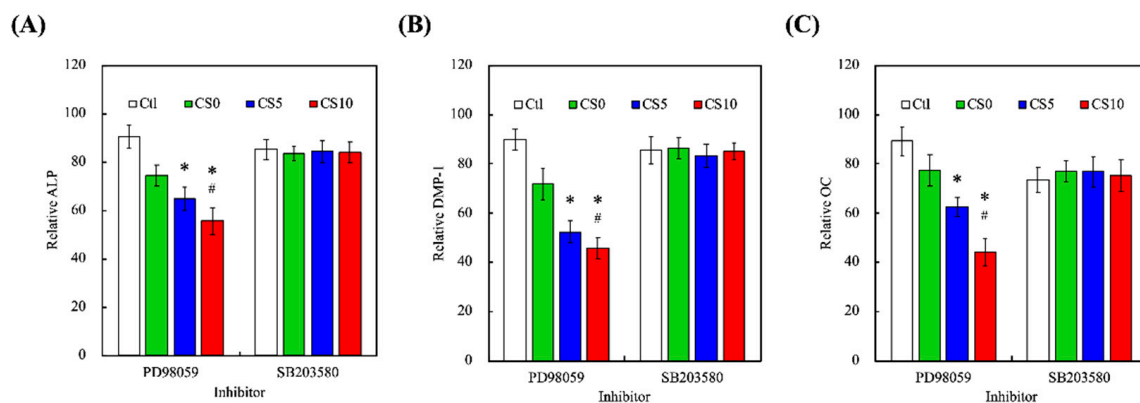 (A)
Relative ALP
120
100
80
60
40
20
0
Ctl CS0 CS5 CS10
*
*
#
PD98059 SB203580
Inhibitor
(B)
Relative DMP-1
120
100
80
60
40
20
0
Ctl CS0 CS5 CS10
*
*
#
PD98059 SB203580
Inhibitor
(C)
Relative OC
120
100
80
60
40
20
0
Ctl CS0 CS5 CS10
*
*
#
PD98059 SB203580
Inhibitor